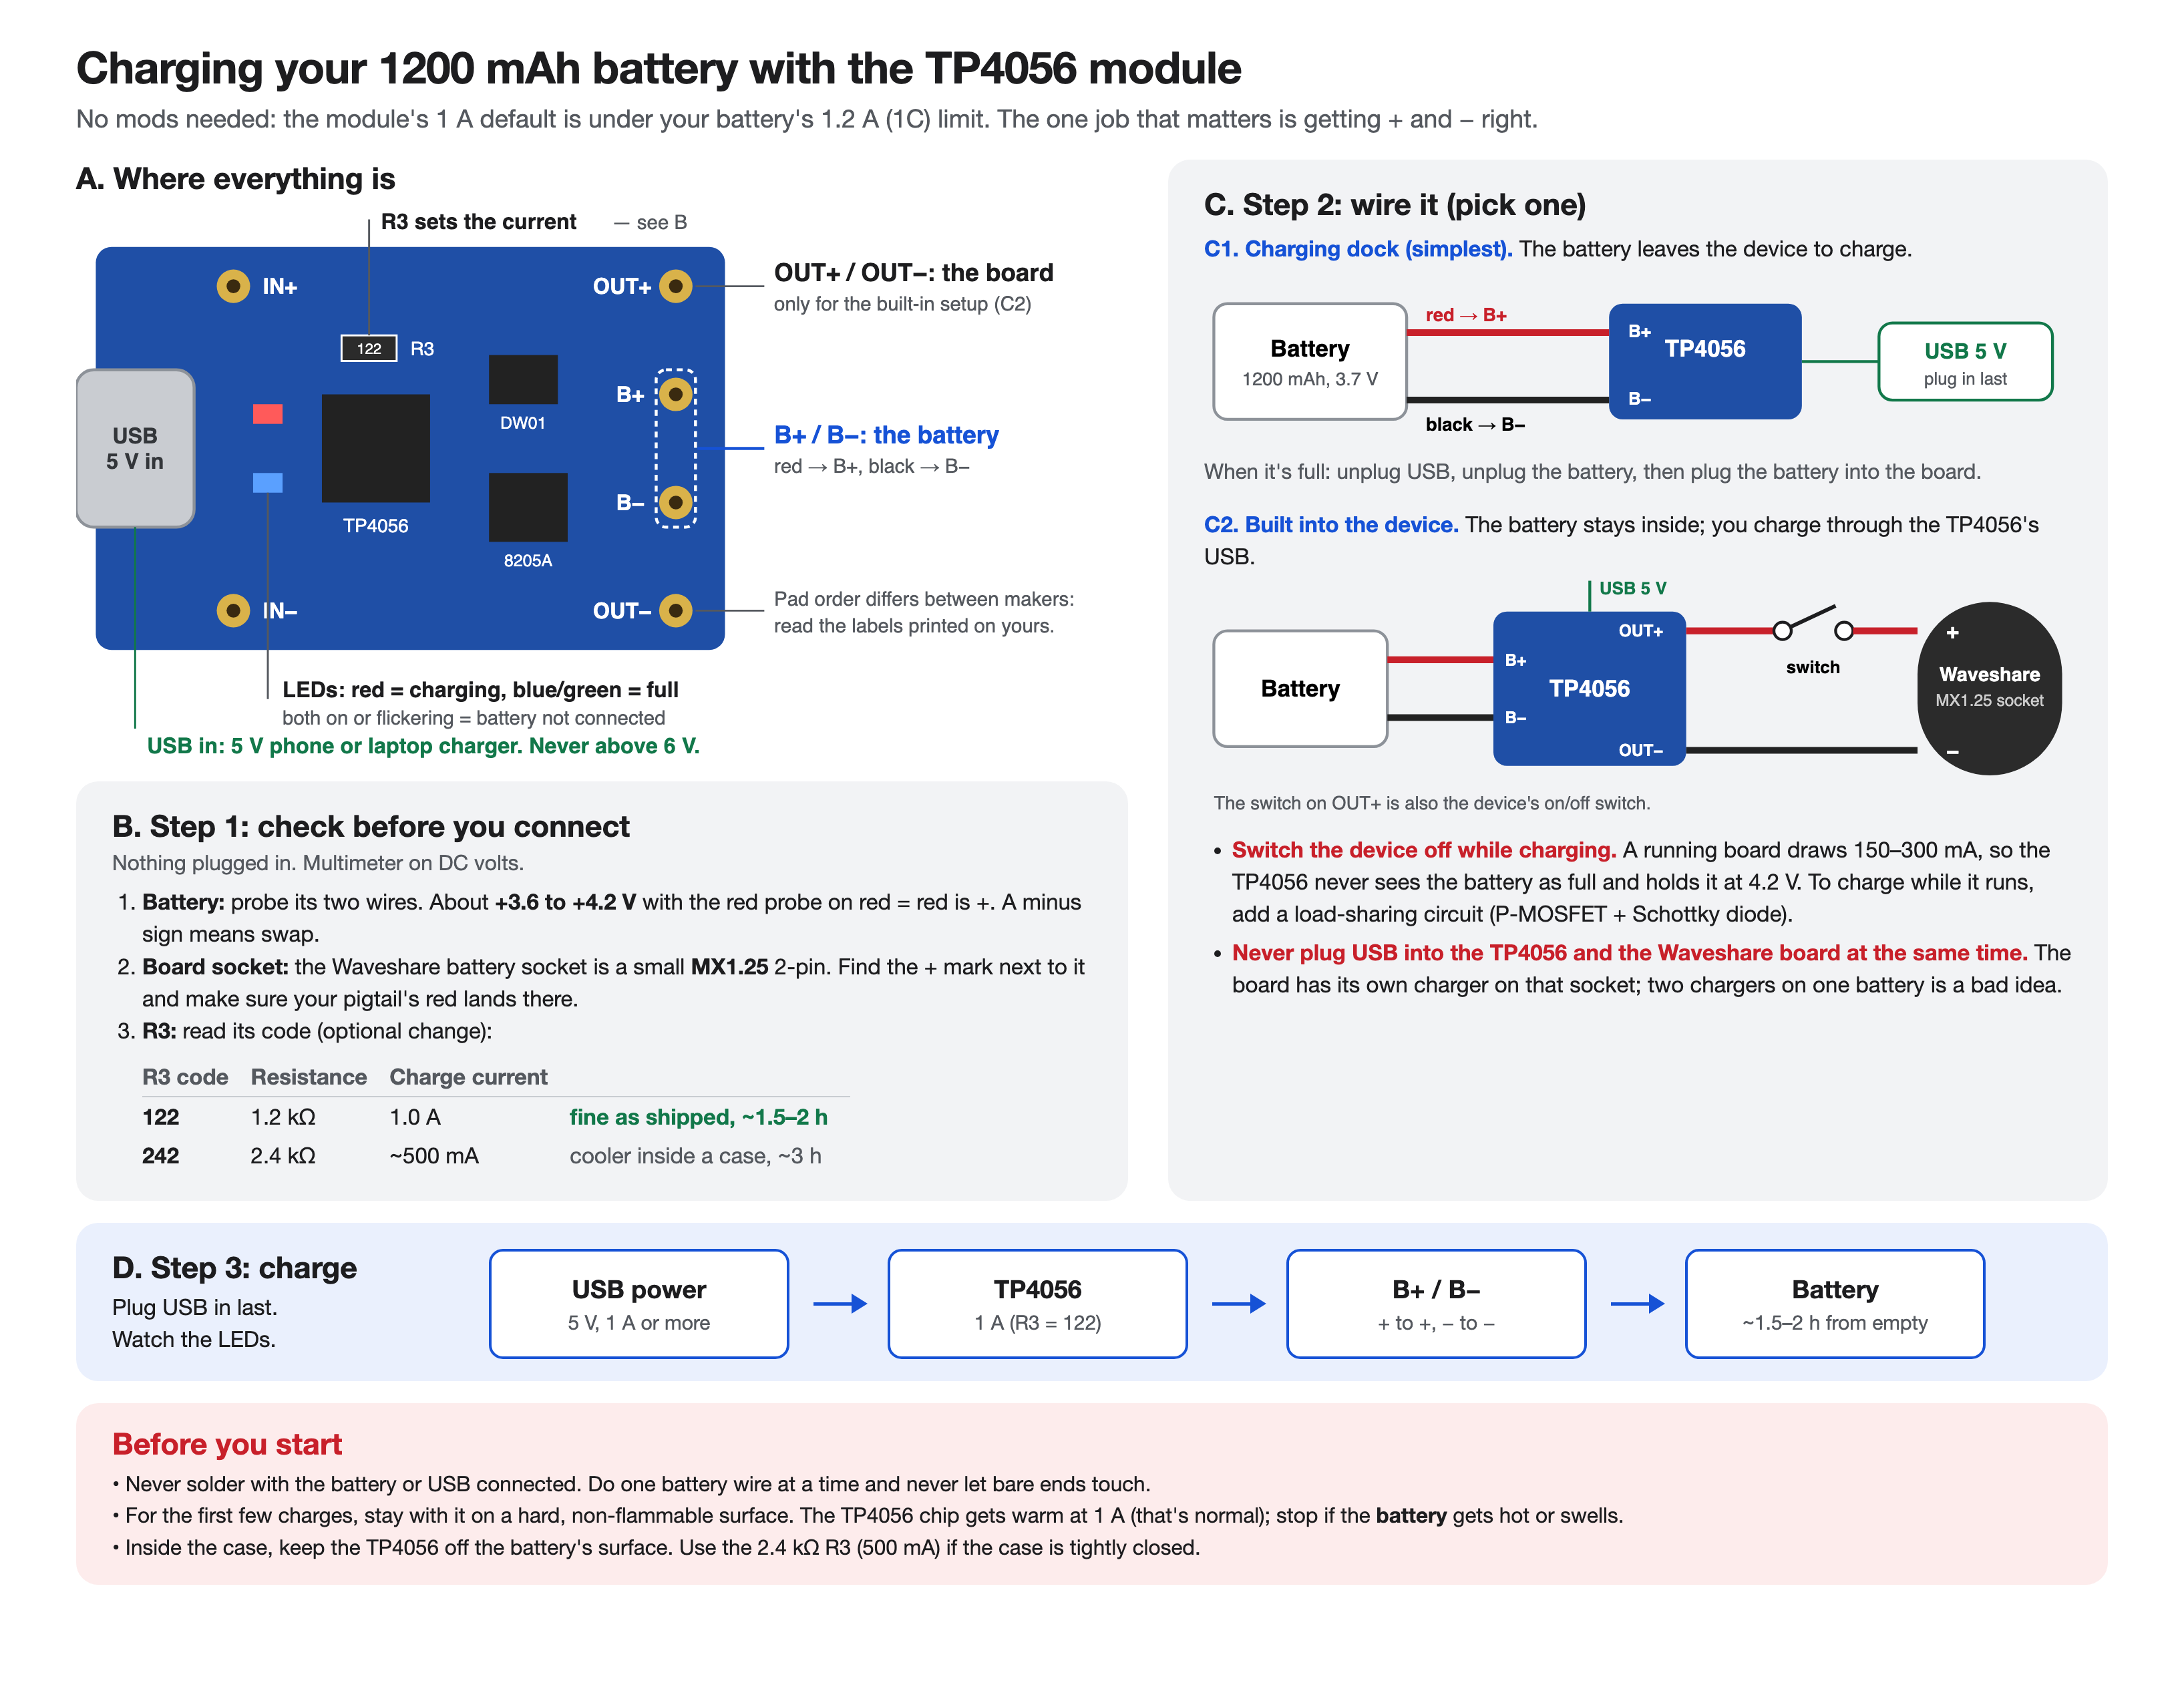 Charging your 1200 mAh battery with the TP4056 module
No mods needed: the module's 1 A default is under your battery's 1.2 A (1C) limit. The one job that matters is getting + and − right.
A. Where everything is
R3 sets the current — see B
IN+
OUT+
OUT+ / OUT−: the board
only for the built-in setup (C2)
122
R3
B+
DW01
USB
5 V in
B+ / B−: the battery
red → B+, black → B−
B−
TP4056
8205A
IN−
OUT−
Pad order differs between makers:
read the labels printed on yours.
LEDs: red = charging, blue/green = full
both on or flickering = battery not connected
USB in: 5 V phone or laptop charger. Never above 6 V.
B. Step 1: check before you connect
Nothing plugged in. Multimeter on DC volts.
1. Battery: probe its two wires. About +3.6 to +4.2 V with the red probe on red = red is +. A minus
sign means swap.
2. Board socket: the Waveshare battery socket is a small MX1.25 2-pin. Find the + mark next to it
and make sure your pigtail's red lands there.
3. R3: read its code (optional change):
R3 code Resistance Charge current
122 1.2 kΩ 1.0 A fine as shipped, ~1.5–2 h
242 2.4 kΩ ~500 mA cooler inside a case, ~3 h
C. Step 2: wire it (pick one)
C1. Charging dock (simplest). The battery leaves the device to charge.
red → B+
Battery
1200 mAh, 3.7 V
B+
TP4056
B−
USB 5 V
plug in last
black → B−
When it's full: unplug USB, unplug the battery, then plug the battery into the board.
C2. Built into the device. The battery stays inside; you charge through the TP4056's
USB.
USB 5 V
OUT+
+
B+
switch
Battery
TP4056
Waveshare
MX1.25 socket
B−
OUT−
−
The switch on OUT+ is also the device's on/off switch.
• Switch the device off while charging. A running board draws 150–300 mA, so the
TP4056 never sees the battery as full and holds it at 4.2 V. To charge while it runs,
add a load-sharing circuit (P-MOSFET + Schottky diode).
• Never plug USB into the TP4056 and the Waveshare board at the same time. The
board has its own charger on that socket; two chargers on one battery is a bad idea.
D. Step 3: charge
Plug USB in last.
Watch the LEDs.
USB power
5 V, 1 A or more
TP4056
1 A (R3 = 122)
B+ / B−
+ to +, − to −
Battery
~1.5–2 h from empty
Before you start
• Never solder with the battery or USB connected. Do one battery wire at a time and never let bare ends touch.
• For the first few charges, stay with it on a hard, non-flammable surface. The TP4056 chip gets warm at 1 A (that's normal); stop if the battery gets hot or swells.
• Inside the case, keep the TP4056 off the battery's surface. Use the 2.4 kΩ R3 (500 mA) if the case is tightly closed.